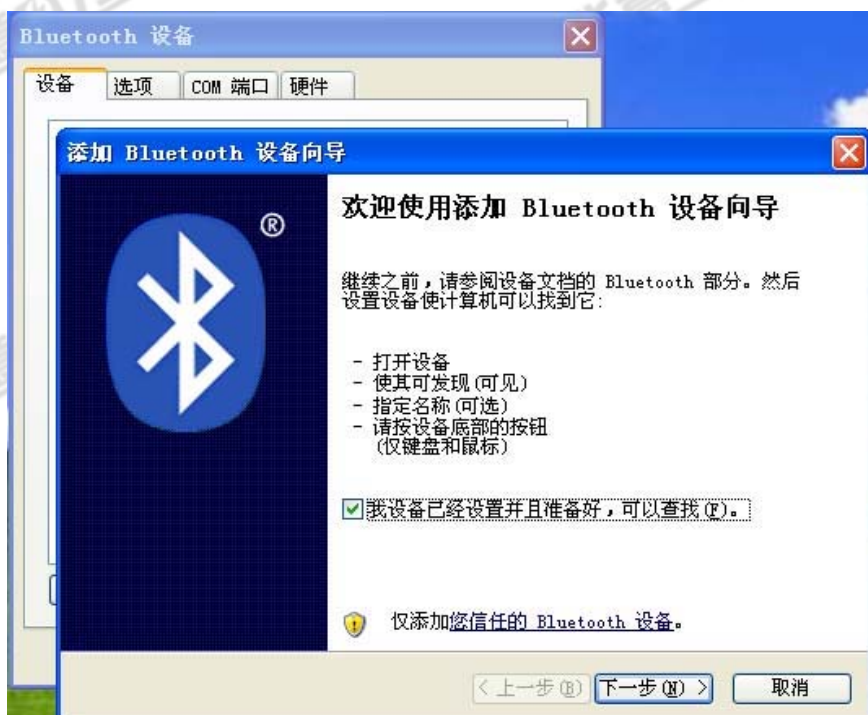 Bluetooth 设备
设备 选项 COM 端口 硬件
添加 Bluetooth 设备向导
®
欢迎使用添加 Bluetooth 设备向导
继续之前，请参阅设备文档的 Bluetooth 部分。然后
设置设备使计算机可以找到它:
- 打开设备
- 使其可发现(可见)
- 指定名称(可选)
- 请按设备底部的按钮
(仅键盘和鼠标)
我设备已经设置并且准备好，可以查找(F)。
仅添加您信任的 Bluetooth 设备。
< 上一步(B) 下一步(N) > 取消